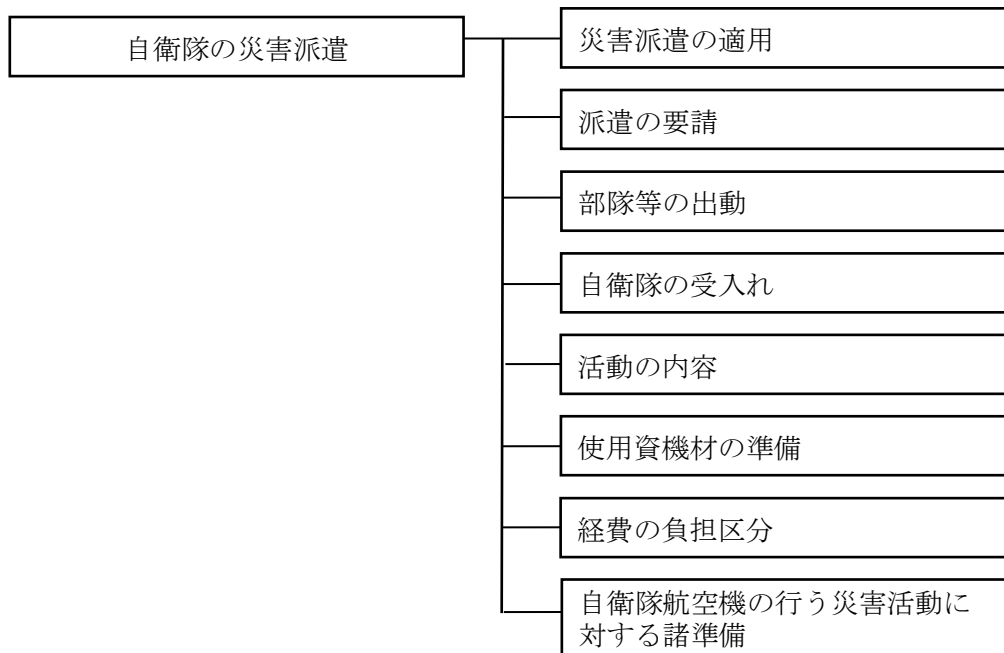 自衛隊の災害派遣
災害派遣の適用
派遣の要請
部隊等の出動
自衛隊の受入れ
活動の内容
使用資機材の準備
経費の負担区分
自衛隊航空機の行う災害活動に
対する諸準備